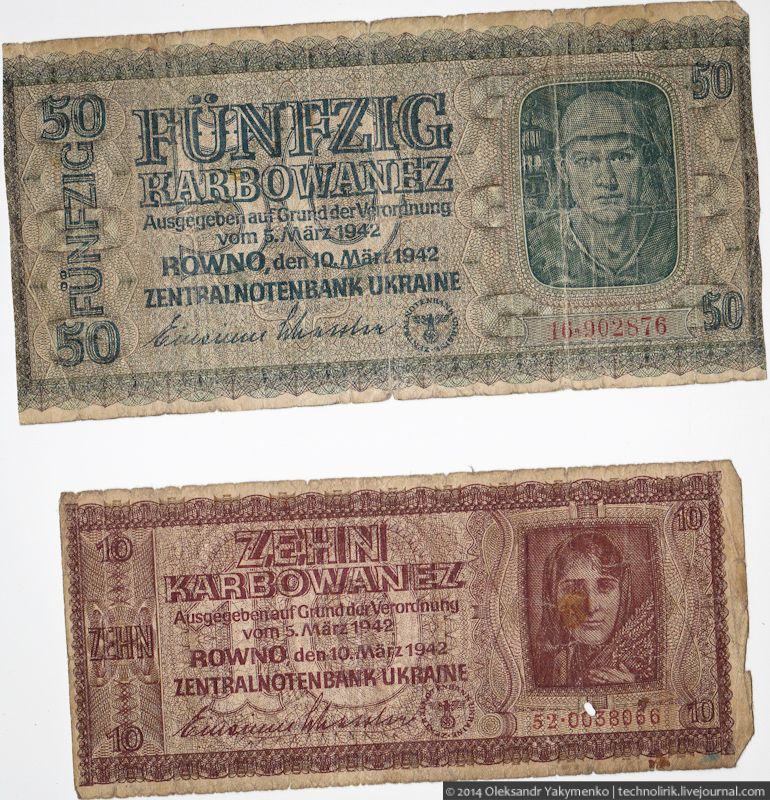 50
50
FÜNFZIG
FÜNFZIG
KARBOWANEZ
Ausgegeben auf Grund der Verordnung
vom 5. März 1942
ROWNO, den 10. März 1942
ZENTRALNOTENBANK UKRAINE
16·902876
50
50
10
10
ZEHN
KARBOWANEZ
ZEHN
Ausgegeben auf Grund der Verordnung
vom 5. März 1942
ROWNO, den 10. März 1942
ZENTRALNOTENBANK UKRAINE
52·0038066
10
10
© 2014 Oleksandr Yakymenko | technolirik.livejournal.com